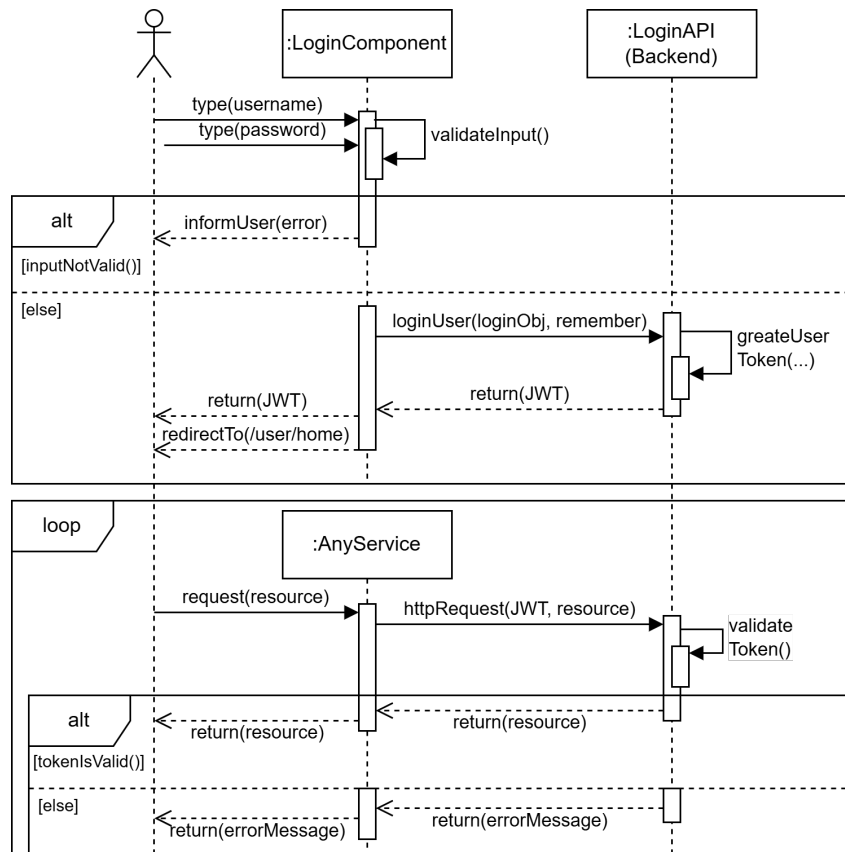 :LoginComponent
:LoginAPI
(Backend)
type(username)
type(password)
validateInput()
alt
informUser(error)
[inputNotValid()]
[else]
loginUser(loginObj, remember)
greateUser
Token(...)
return(JWT)
return(JWT)
redirectTo(/user/home)
loop
:AnyService
request(resource)
httpRequest(JWT, resource)
validate
Token()
alt
return(resource)
return(resource)
[tokenIsValid()]
[else]
return(errorMessage)
return(errorMessage)